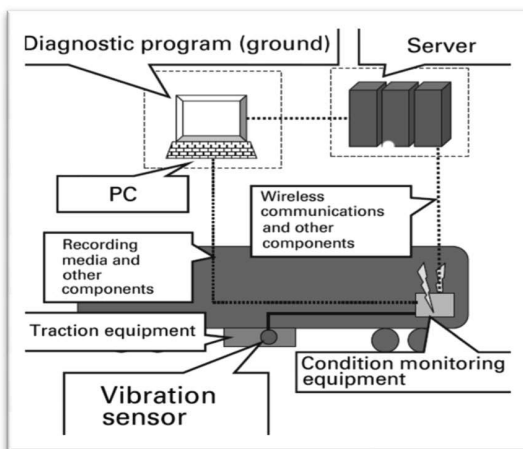 Diagnostic program (ground)
Server
PC
Wireless
communications
and other
components
Recording
media and
other
components
Traction equipment
Condition monitoring
equipment
Vibration
sensor